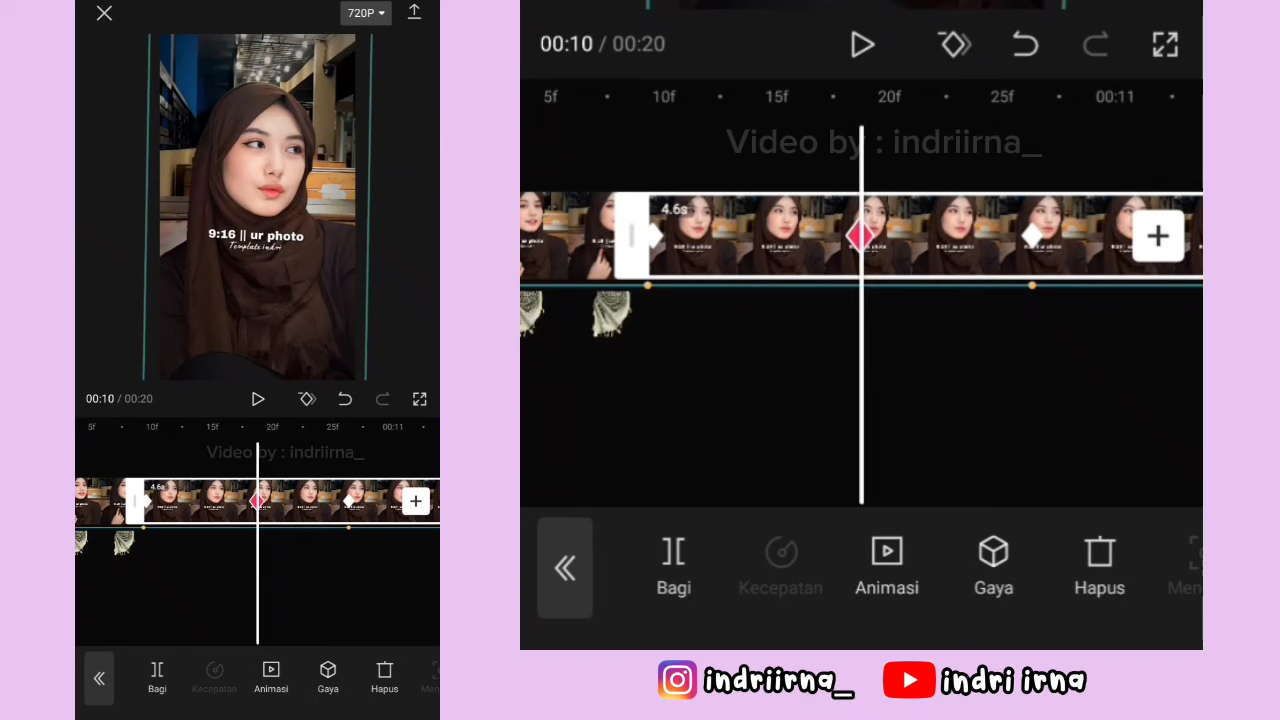 720P
9:16 || ur photo
Template indri
00:10 / 00:20
5f 10f 15f 20f 25f 00:11
Video by : indriirna_
4.6s
Bagi Kecepatan Animasi Gaya Hapus Men
00:10 / 00:20
5f 10f 15f 20f 25f 00:11
Video by : indriirna_
4.6s
Bagi Kecepatan Animasi Gaya Hapus Men
indriirna_ indri irna